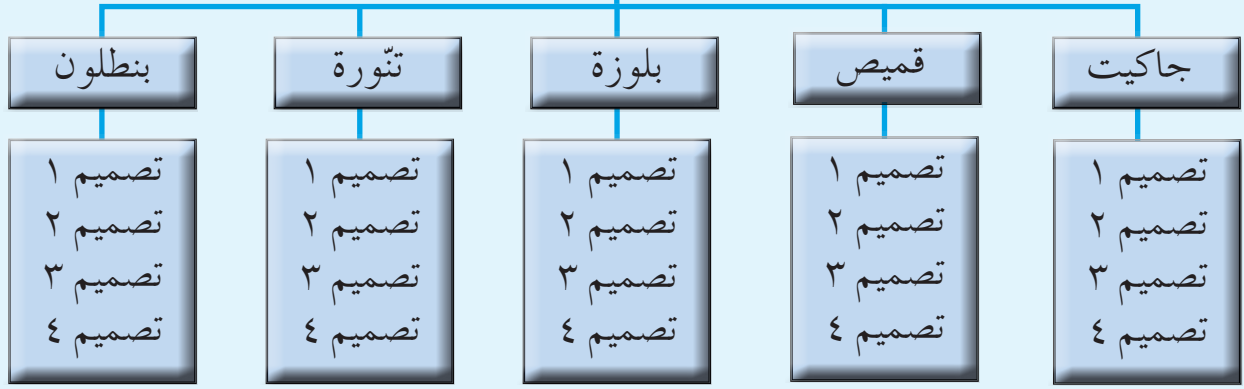 جاكيت
تصميم ١
تصميم ٢
تصميم ٣
تصميم ٤
قميص
تصميم ١
تصميم ٢
تصميم ٣
تصميم ٤
بلوزة
تصميم ١
تصميم ٢
تصميم ٣
تصميم ٤
تنّورة
تصميم ١
تصميم ٢
تصميم ٣
تصميم ٤
بنطلون
تصميم ١
تصميم ٢
تصميم ٣
تصميم ٤